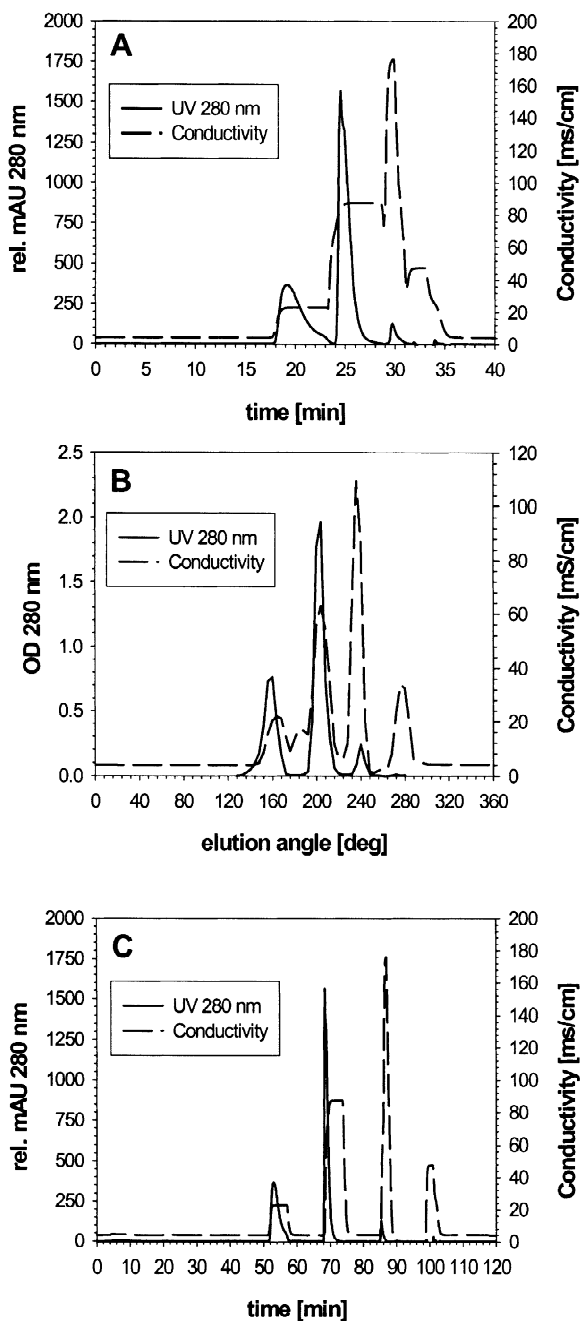 A
UV 280 nm
Conductivity
2000
1750
1500
1250
1000
750
500
250
0
rel. mAU 280 nm
200
180
160
140
120
100
80
60
40
20
0
Conductivity [ms/cm]
0 5 10 15 20 25 30 35 40
time [min]
B
UV 280 nm
Conductivity
2.5
2.0
1.5
1.0
0.5
0.0
OD 280 nm
120
100
80
60
40
20
0
Conductivity [mS/cm]
0 40 80 120 160 200 240 280 320 360
elution angle [deg]
C
UV 280 nm
Conductivity
2000
1750
1500
1250
1000
750
500
250
0
rel. mAU 280 nm
200
180
160
140
120
100
80
60
40
20
0
Conductivity [ms/cm]
0 10 20 30 40 50 60 70 80 90 100 110 120
time [min]